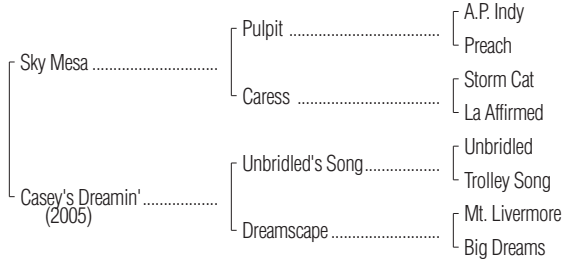 A.P. Indy
Pulpit
Preach
Sky Mesa
Storm Cat
Caress
La Affirmed
Unbridled
Unbridled's Song
Trolley Song
Casey's Dreamin'
(2005)
Mt. Livermore
Dreamscape
Big Dreams